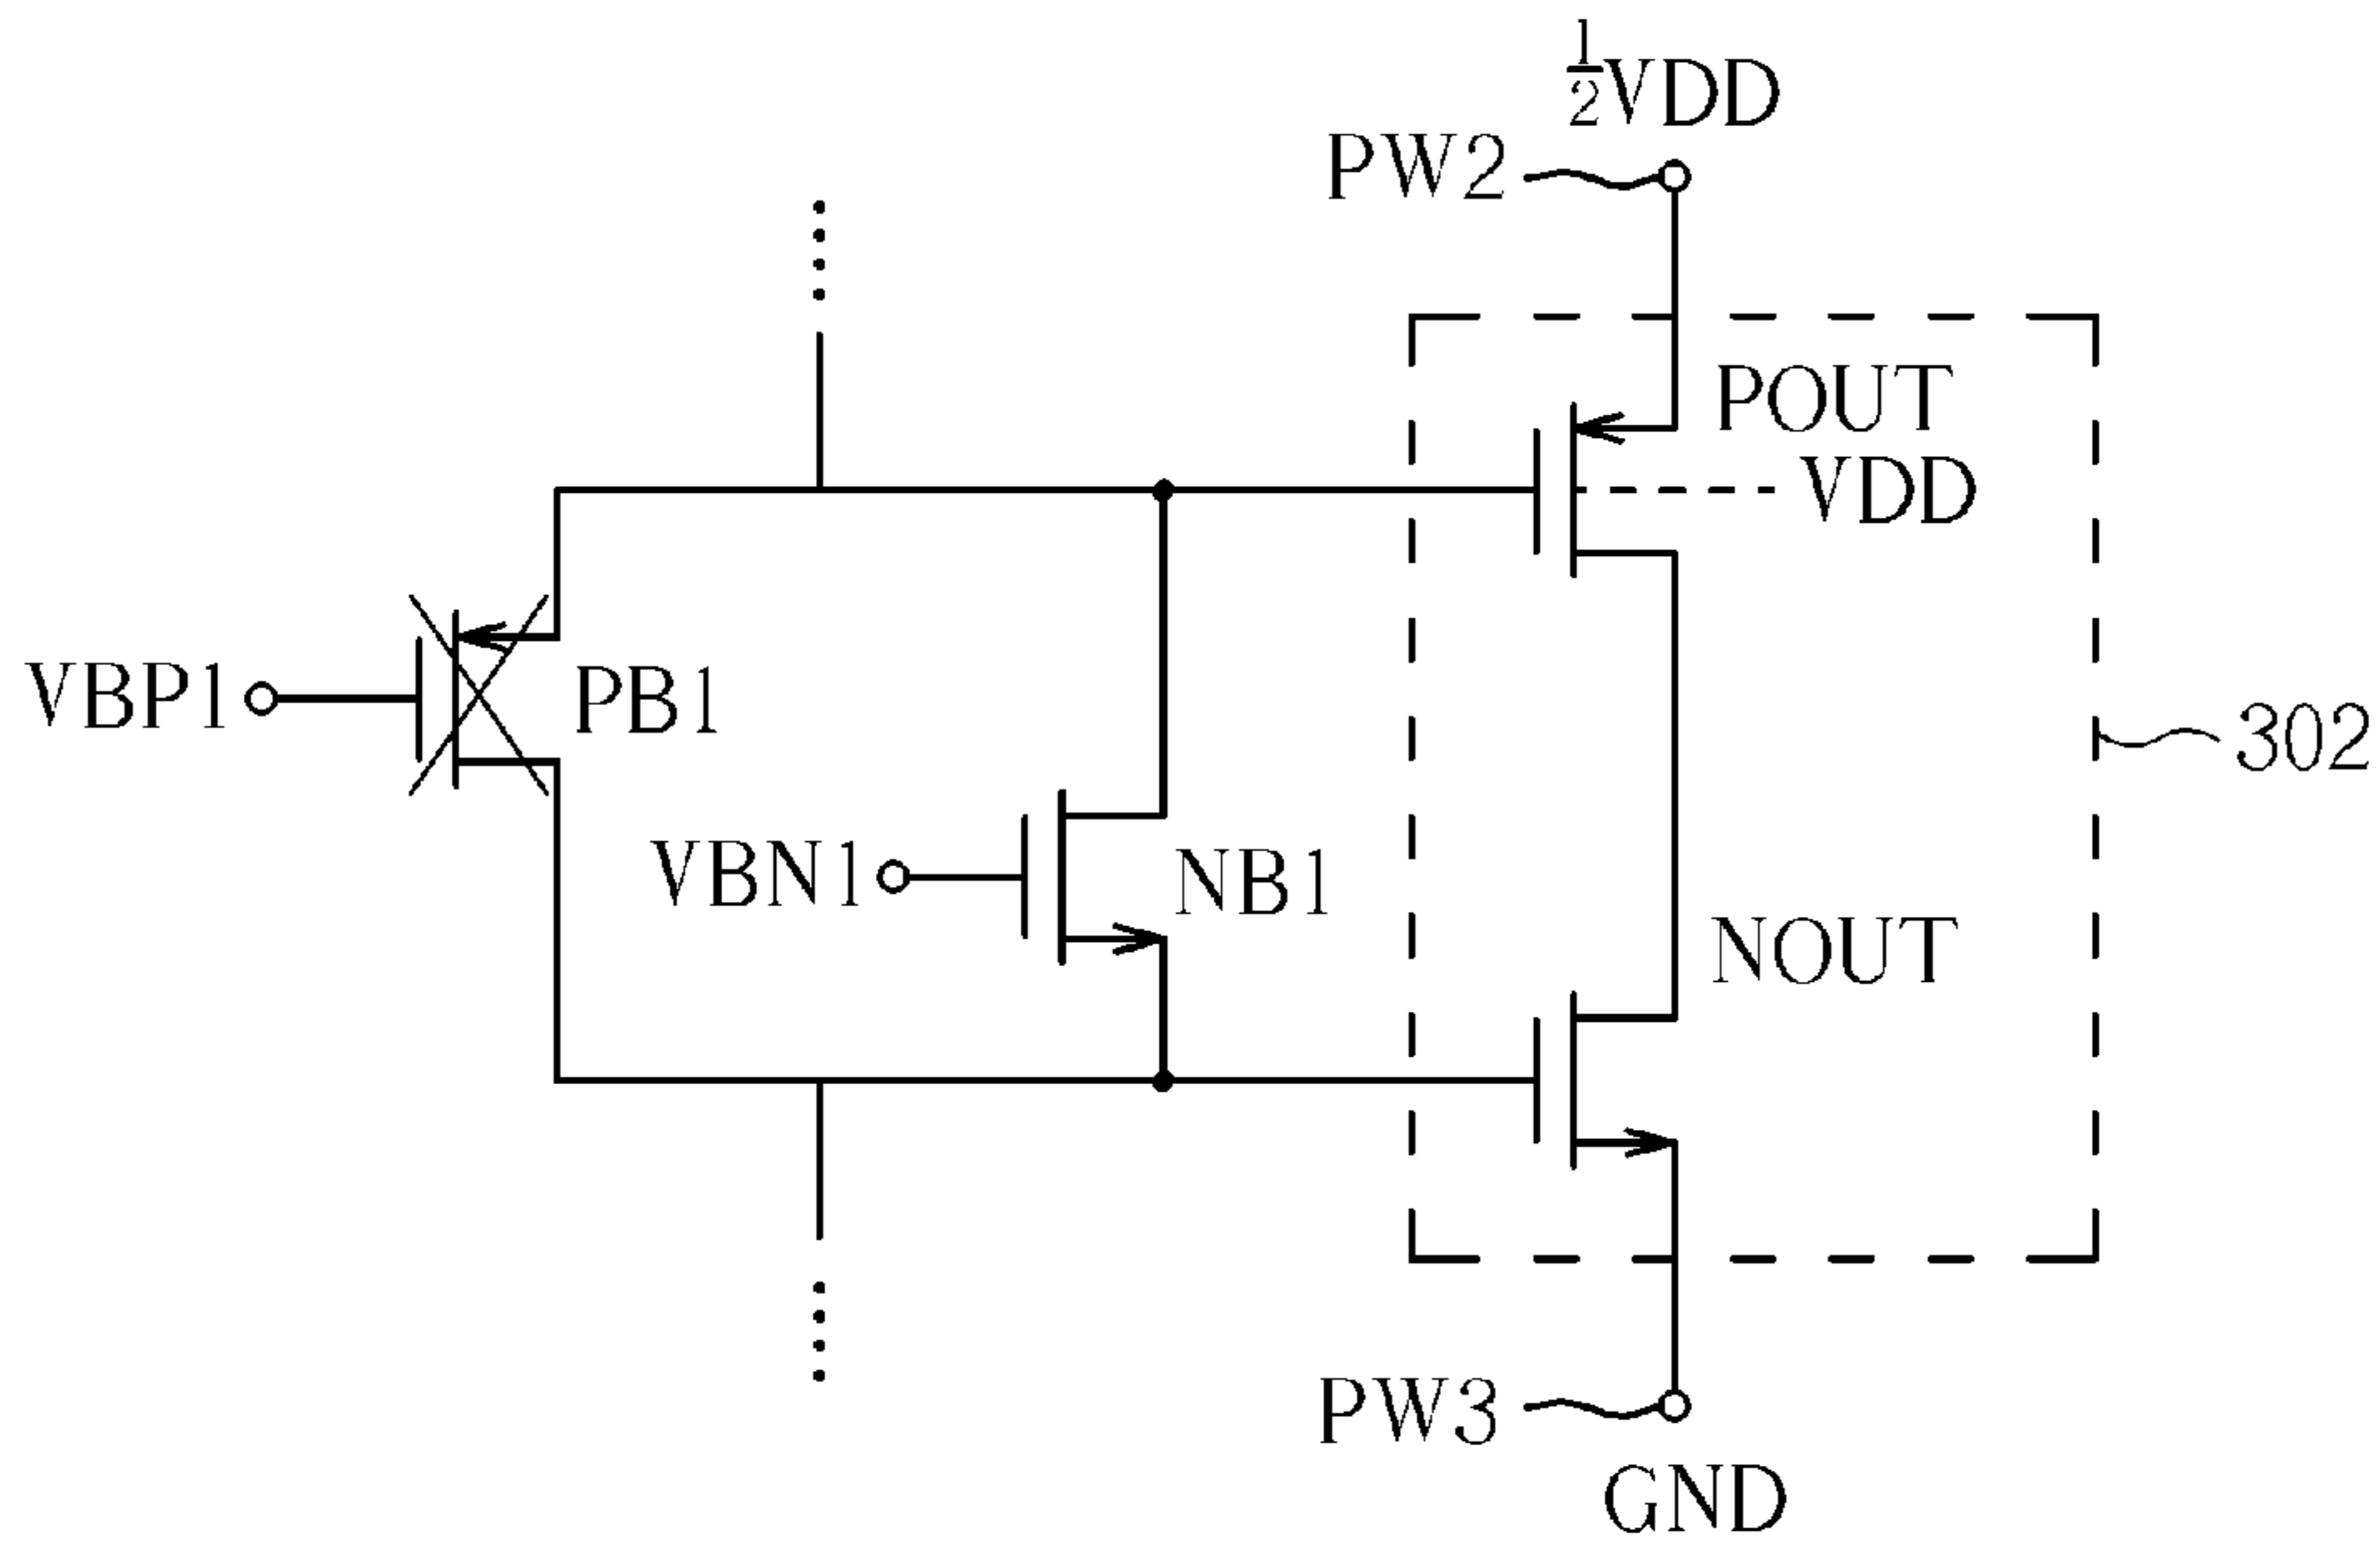 ½VDD
PW2
POUT
VDD
VBP1
PB1
302
VBN1
NB1
NOUT
PW3
GND